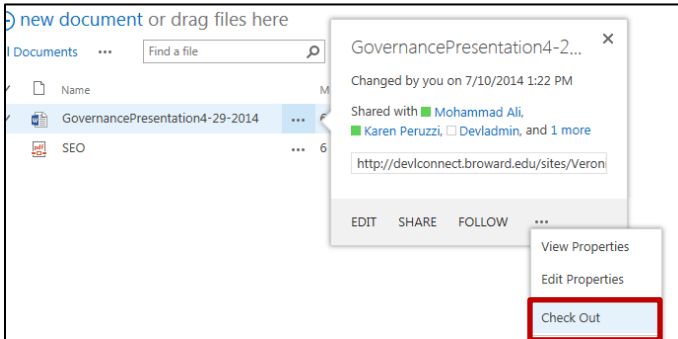 new document or drag files here
l Documents ... Find a file
Name M
GovernancePresentation4-29-2014 ... 6
SEO ... 6
GovernancePresentation4-2...
Changed by you on 7/10/2014 1:22 PM
Shared with Mohammad Ali,
Karen Peruzzi, Devladmin, and 1 more
http://devlconnect.broward.edu/sites/Veroni
EDIT SHARE FOLLOW ...
View Properties
Edit Properties
Check Out